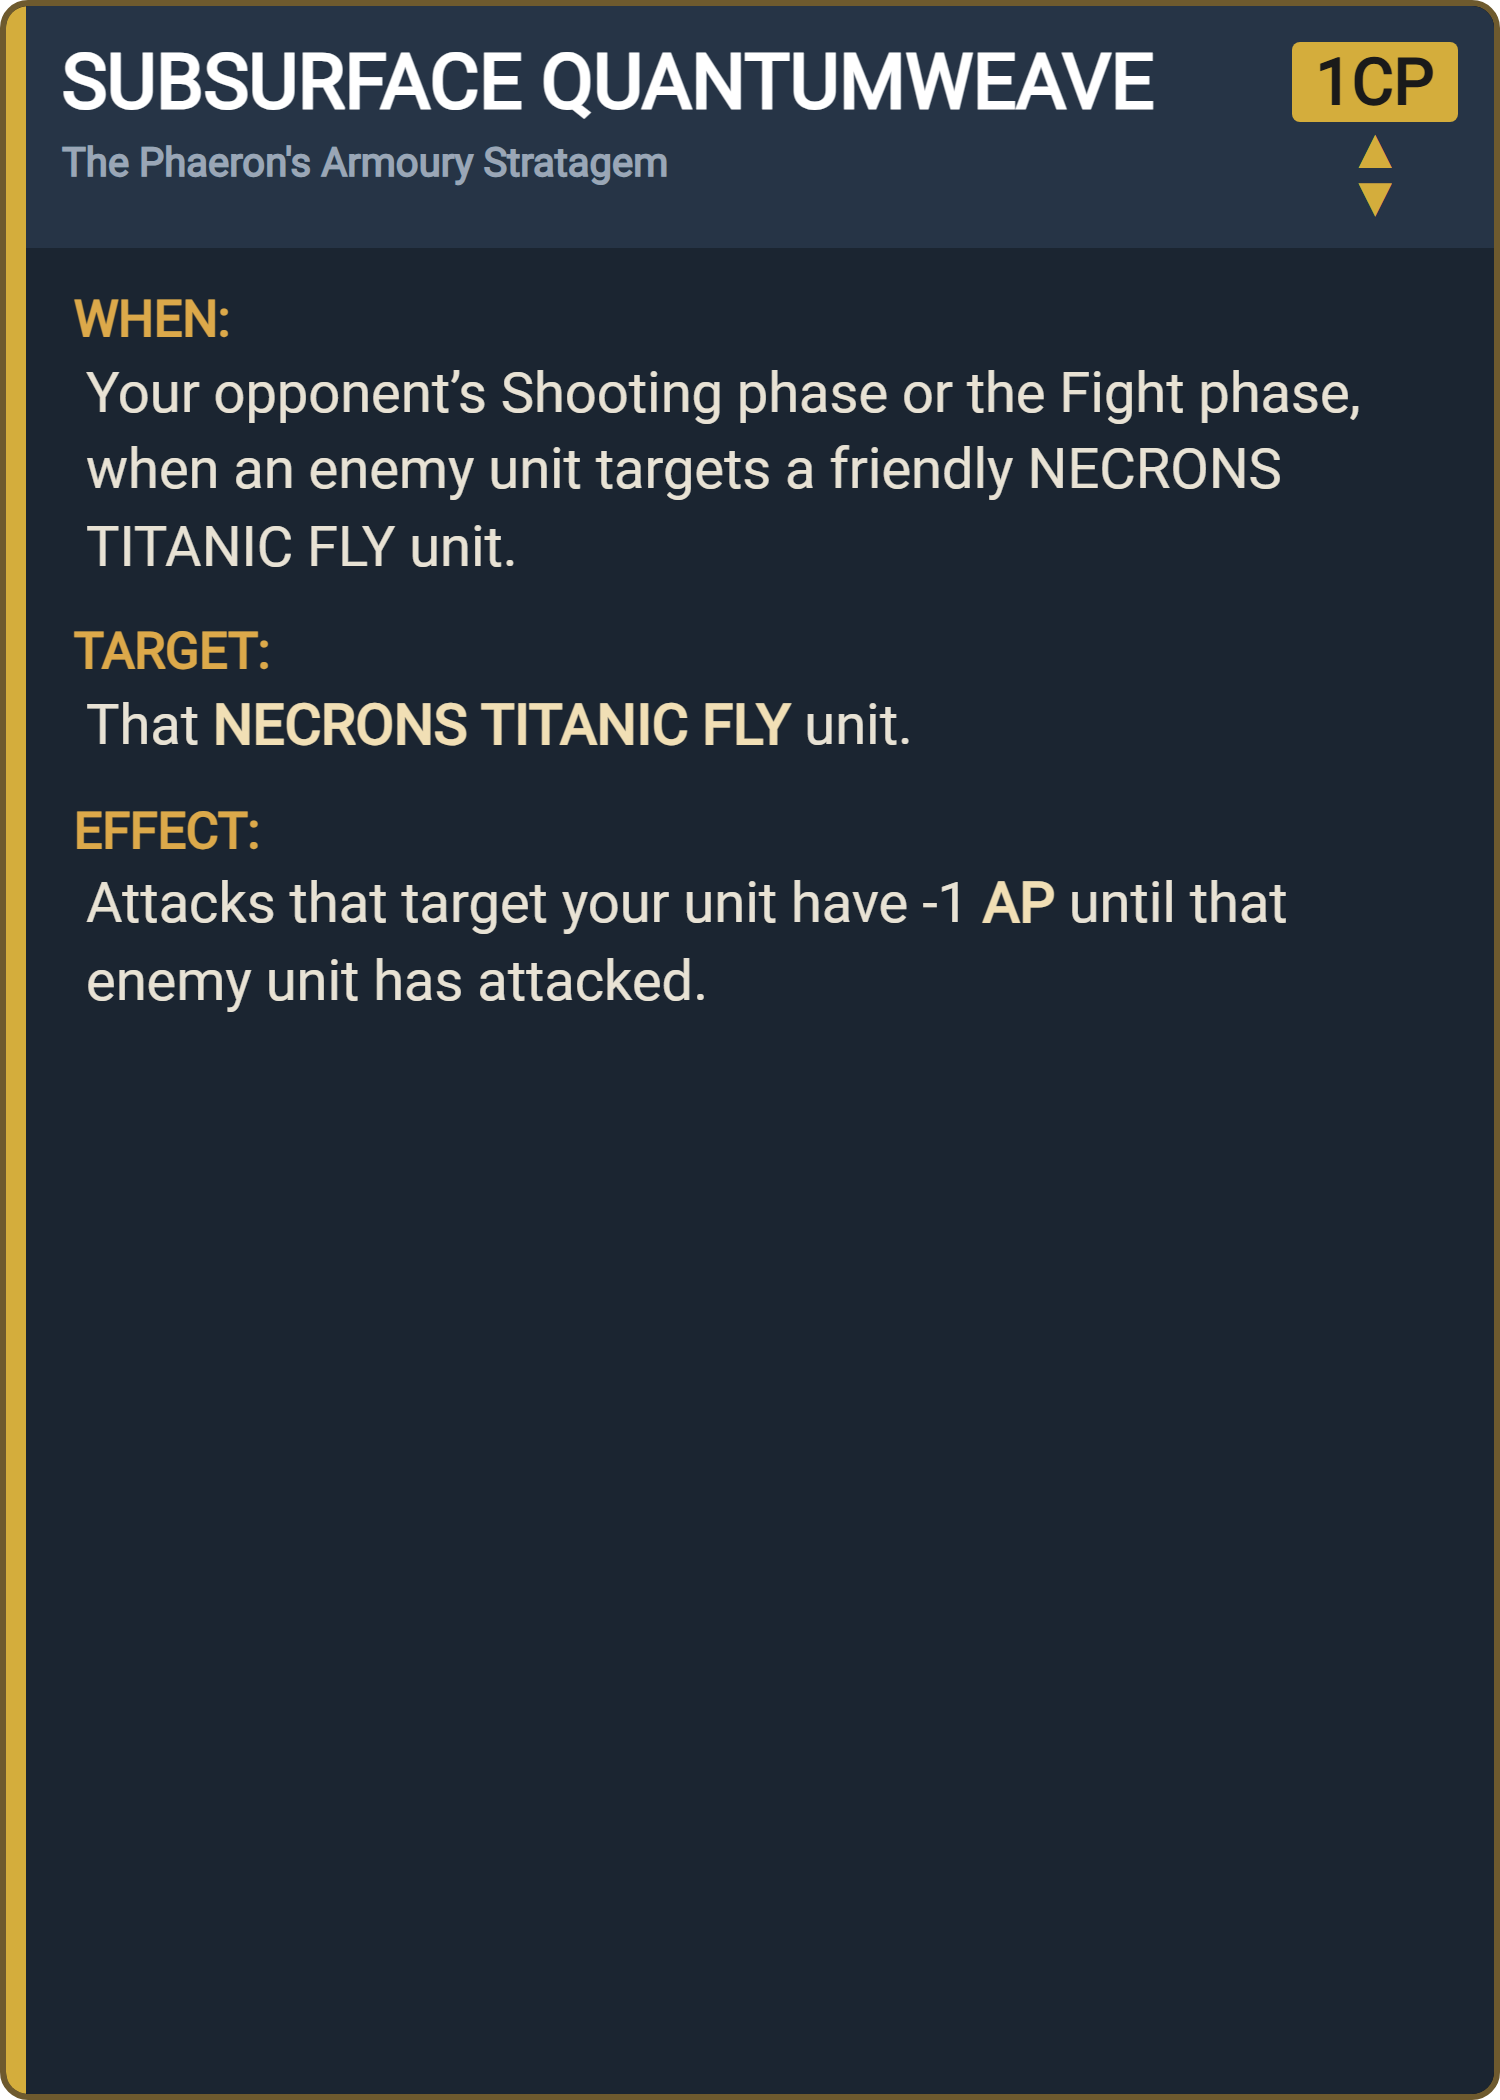 SUBSURFACE QUANTUMWEAVE
1CP
The Phaeron's Armoury Stratagem
▲
▼
WHEN:
Your opponent’s Shooting phase or the Fight phase,
when an enemy unit targets a friendly NECRONS
TITANIC FLY unit.
TARGET:
That NECRONS TITANIC FLY unit.
EFFECT:
Attacks that target your unit have -1 AP until that
enemy unit has attacked.